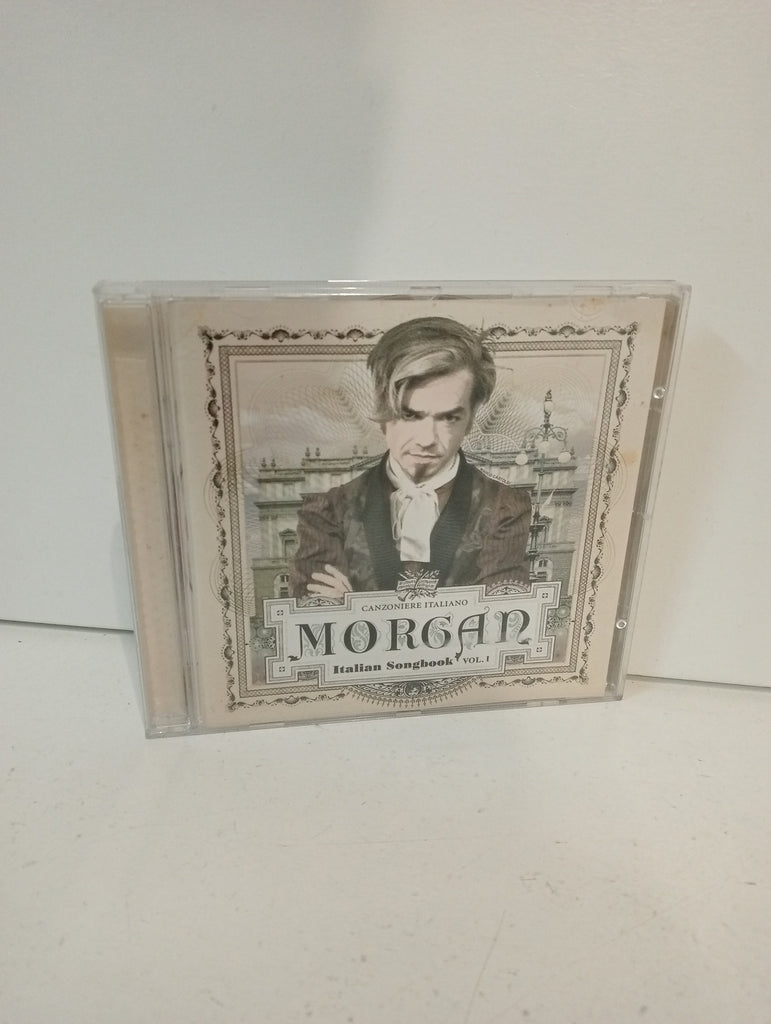 CANZONIERE ITALIANO
MORGAN
Italian Songbook VOL. 1